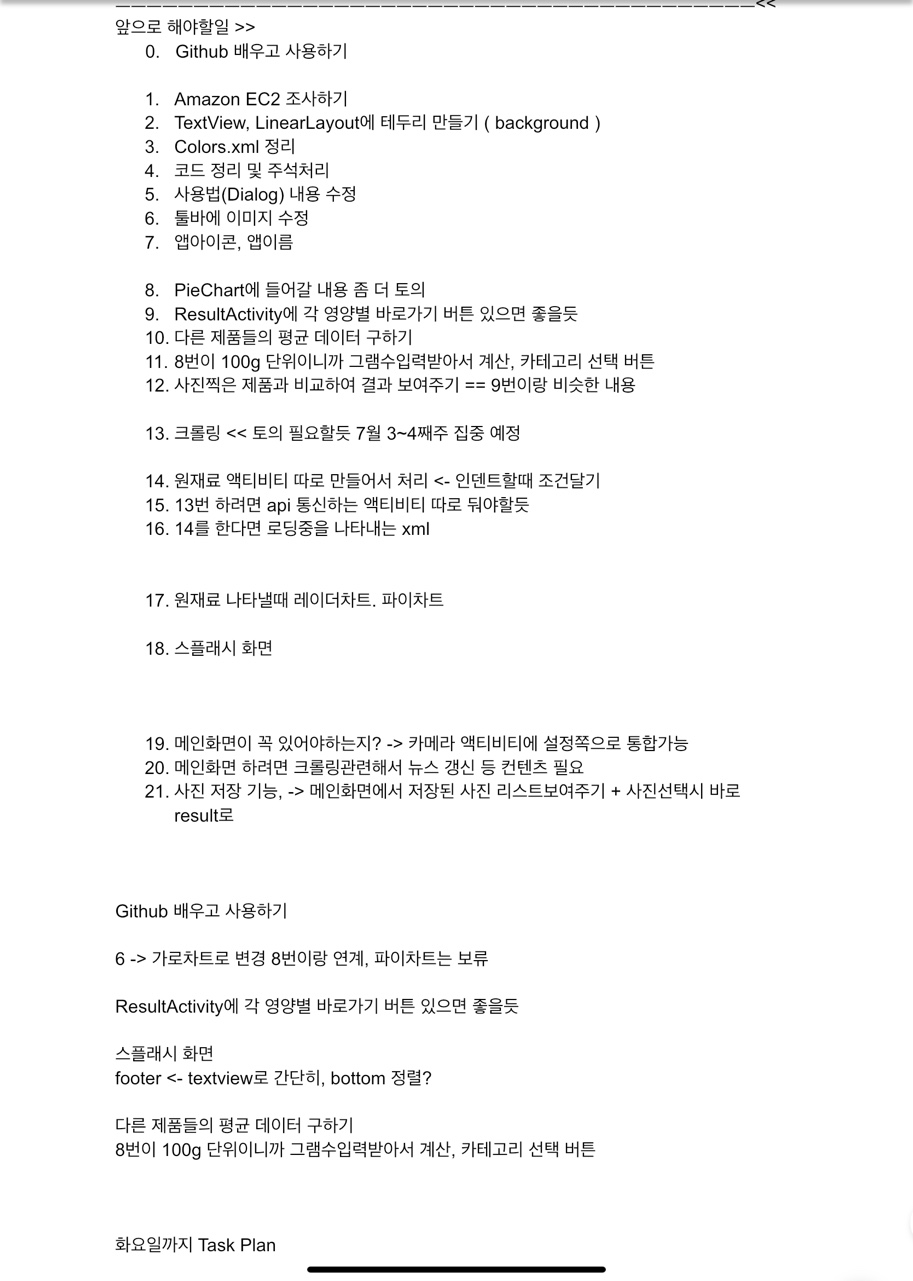 ——————————————————————————————————————————<<
앞으로 해야할일 >>
0. Github 배우고 사용하기
1. Amazon EC2 조사하기
2. TextView, LinearLayout에 테두리 만들기 ( background )
3. Colors.xml 정리
4. 코드 정리 및 주석처리
5. 사용법(Dialog) 내용 수정
6. 툴바에 이미지 수정
7. 앱아이콘, 앱이름
8. PieChart에 들어갈 내용 좀 더 토의
9. ResultActivity에 각 영양별 바로가기 버튼 있으면 좋을듯
10. 다른 제품들의 평균 데이터 구하기
11. 8번이 100g 단위이니까 그램수입력받아서 계산, 카테고리 선택 버튼
12. 사진찍은 제품과 비교하여 결과 보여주기 == 9번이랑 비슷한 내용
13. 크롤링 << 토의 필요할듯 7월 3~4째주 집중 예정
14. 원재료 액티비티 따로 만들어서 처리 <- 인덴트할때 조건달기
15. 13번 하려면 api 통신하는 액티비티 따로 둬야할듯
16. 14를 한다면 로딩중을 나타내는 xml
17. 원재료 나타낼때 레이더차트. 파이차트
18. 스플래시 화면
19. 메인화면이 꼭 있어야하는지? -> 카메라 액티비티에 설정쪽으로 통합가능
20. 메인화면 하려면 크롤링관련해서 뉴스 갱신 등 컨텐츠 필요
21. 사진 저장 기능, -> 메인화면에서 저장된 사진 리스트보여주기 + 사진선택시 바로
result로
Github 배우고 사용하기
6 -> 가로차트로 변경 8번이랑 연계, 파이차트는 보류
ResultActivity에 각 영양별 바로가기 버튼 있으면 좋을듯
스플래시 화면
footer <- textview로 간단히, bottom 정렬?
다른 제품들의 평균 데이터 구하기
8번이 100g 단위이니까 그램수입력받아서 계산, 카테고리 선택 버튼
화요일까지 Task Plan